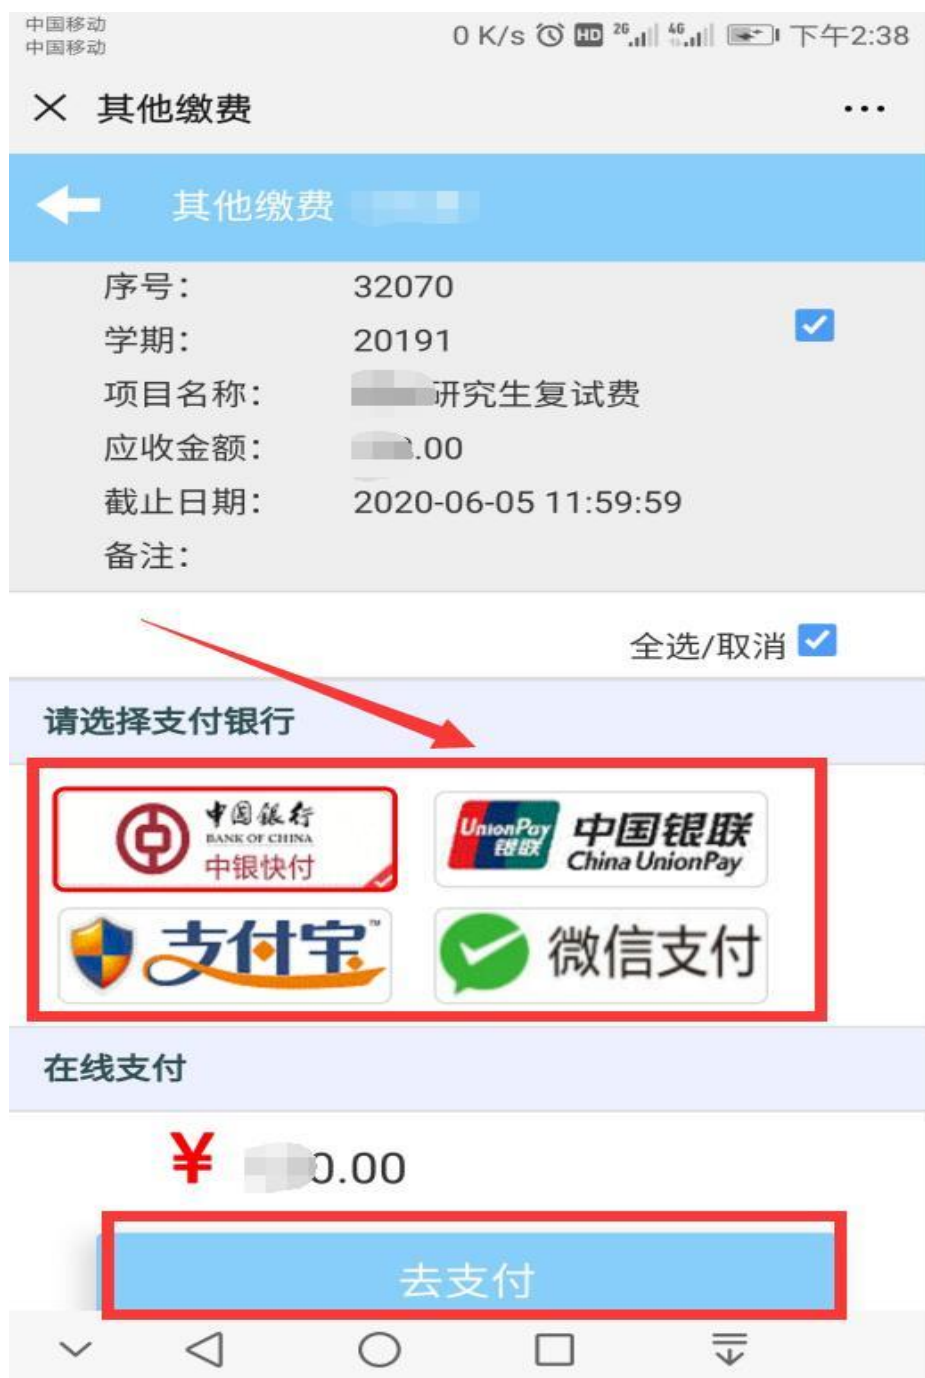 中国移动
中国移动
0 K/s HD 2G 4G 下午2:38
其他缴费
其他缴费
序号： 32070
学期： 20191
项目名称： 研究生复试费
应收金额： .00
截止日期： 2020-06-05 11:59:59
备注：
全选/取消
请选择支付银行
中国银行
BANK OF CHINA
中银快付
UnionPay
银联
中国银联
China UnionPay
支付宝™
微信支付
在线支付
¥ 0.00
去支付